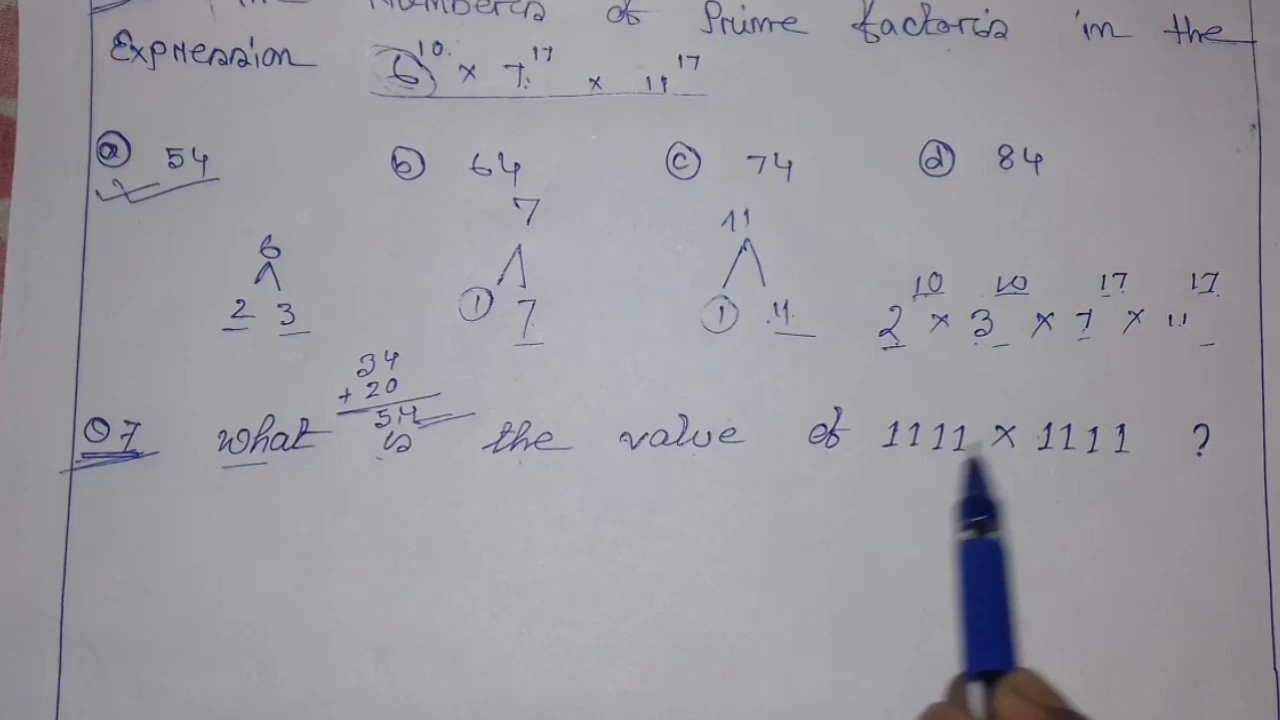 The Numbers of Prime factors in the
Expression 6^10 × 7^17 × 11^17
ⓐ 54 ⓑ 64 ⓒ 74 ⓓ 84
6 7 11
2 3 1 7 1 11 2^10 × 3^10 × 7^17 × 11^17
34
+ 20
54
Q7 what is the value of 1111 × 1111 ?